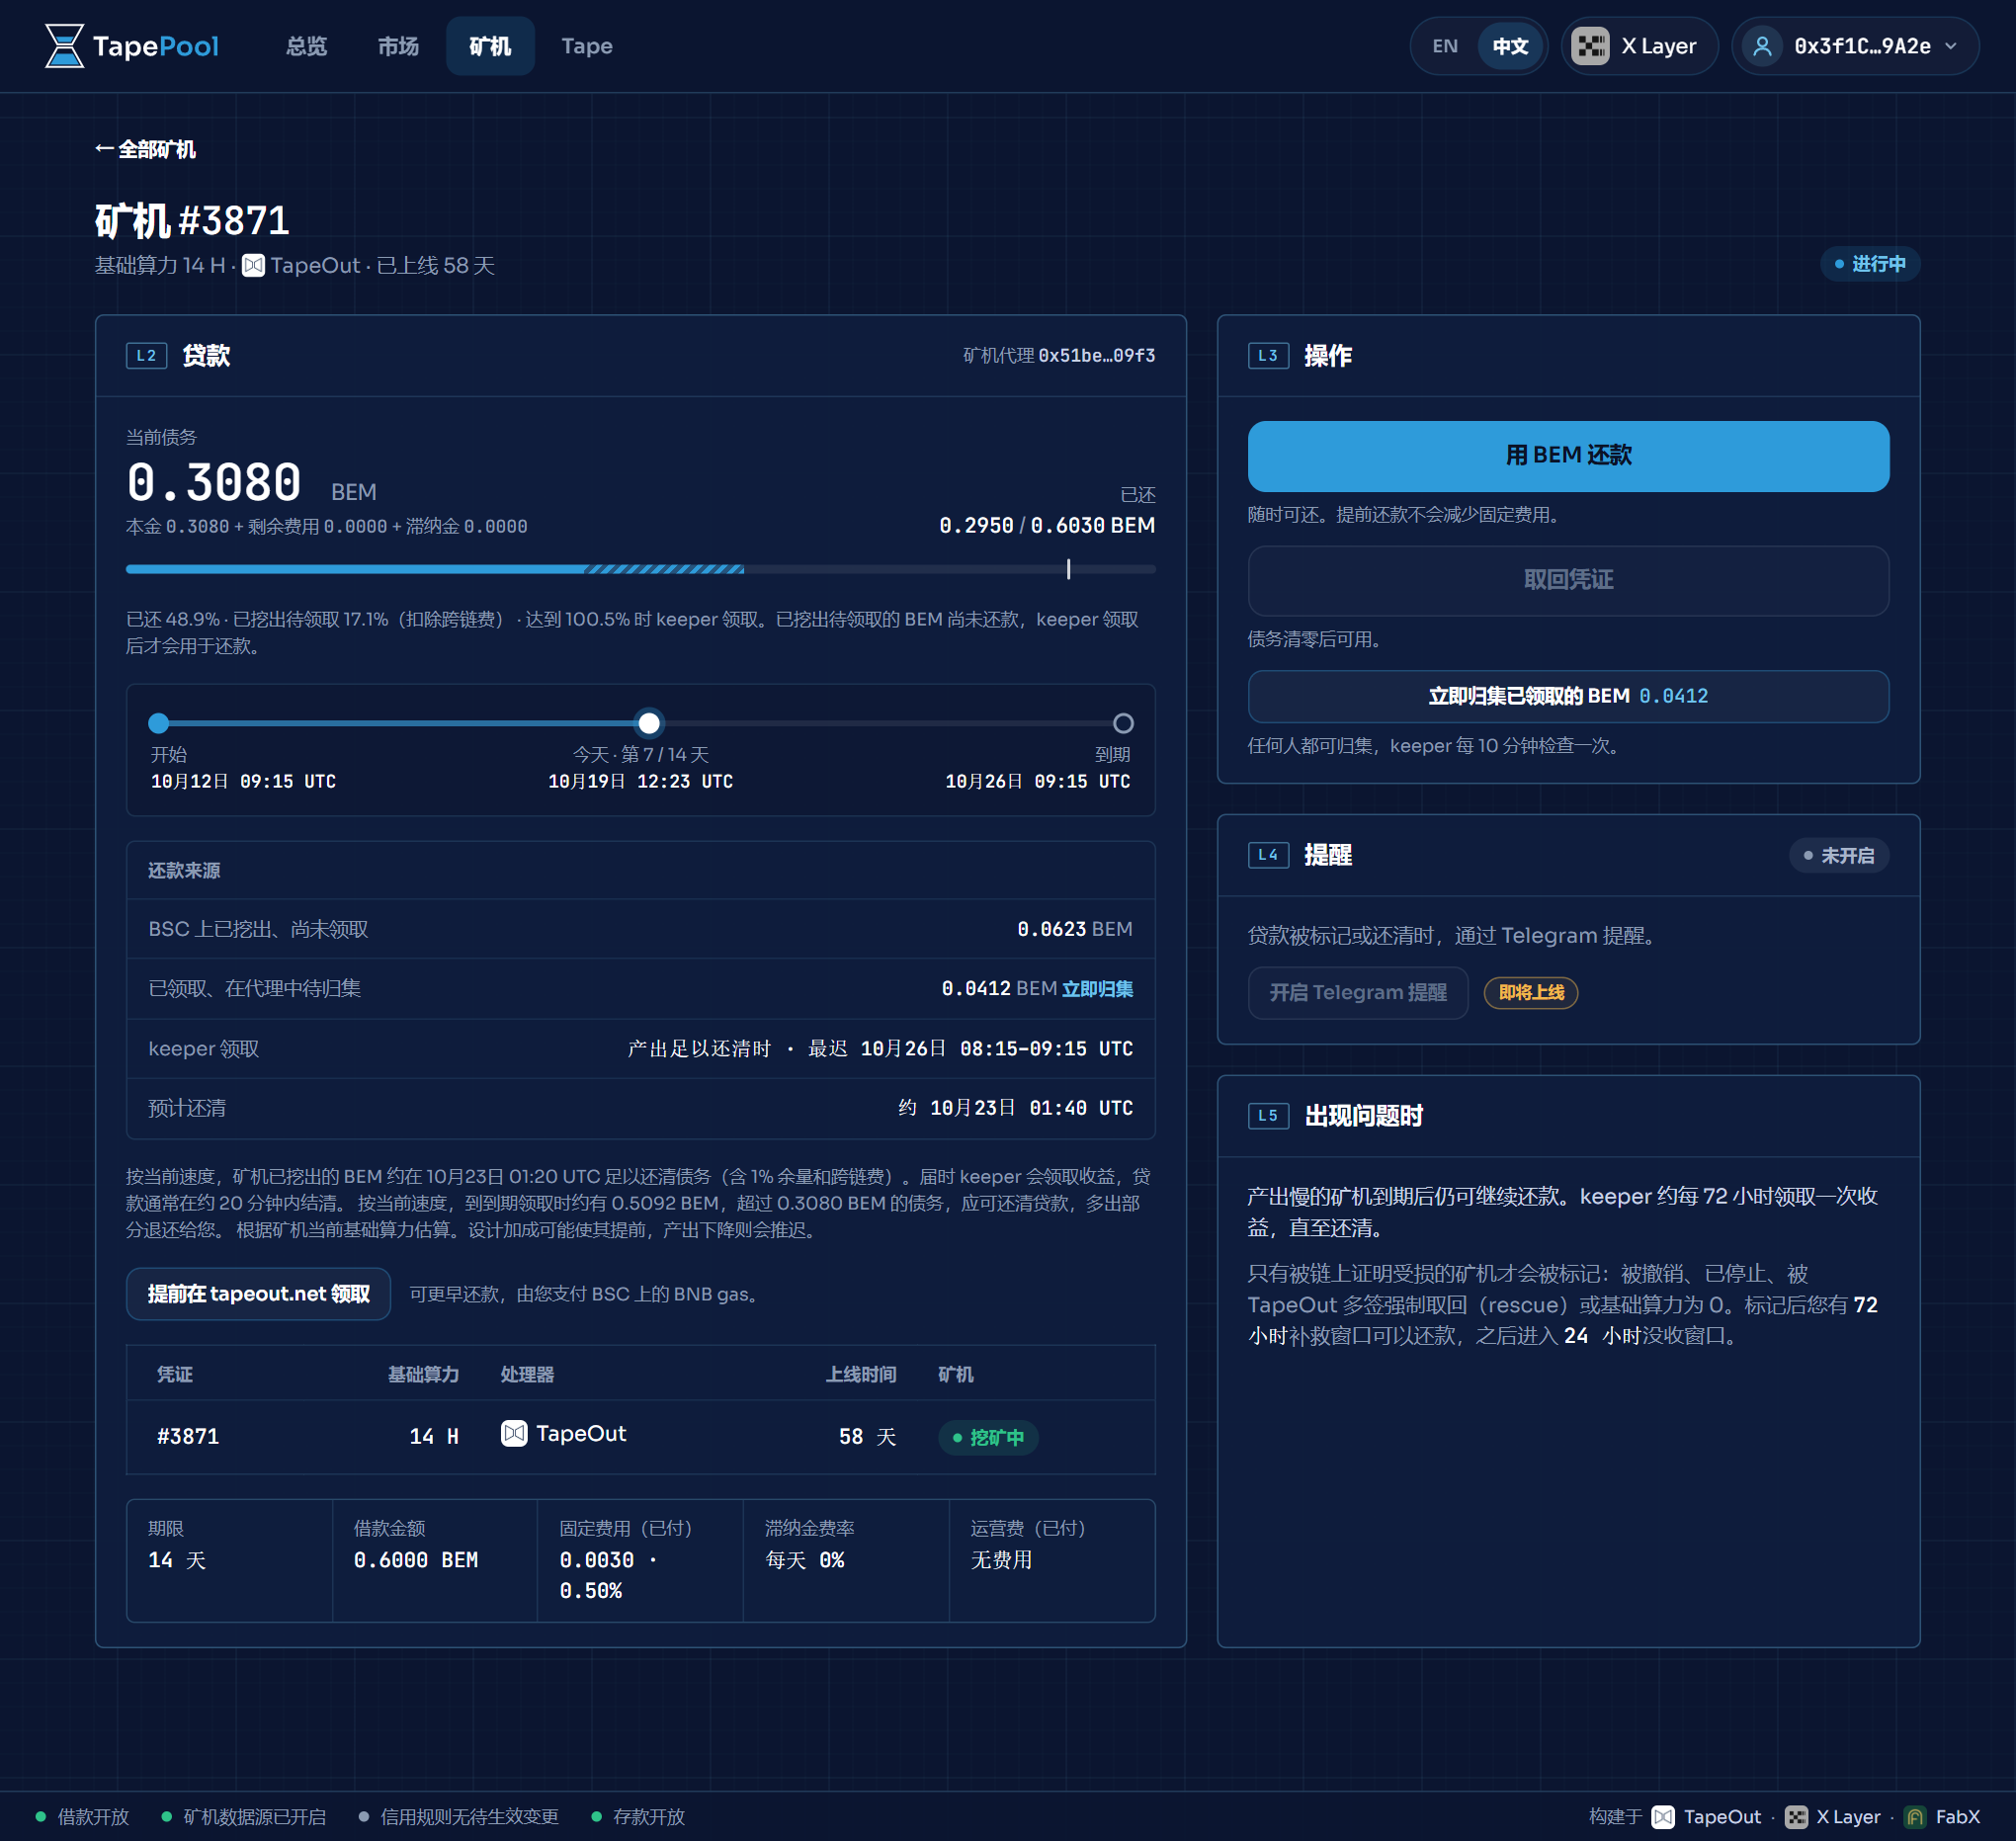 TapePool
总览
市场
矿机
Tape
EN
中文
X Layer
0x3f1C…9A2e
← 全部矿机
矿机 #3871
基础算力 14 H · TapeOut · 已上线 58 天
进行中
L2 贷款
矿机代理 0x51be…09f3
当前债务
0.3080 BEM
本金 0.3080 + 剩余费用 0.0000 + 滞纳金 0.0000
已还
0.2950 / 0.6030 BEM
已还 48.9% · 已挖出待领取 17.1%（扣除跨链费）· 达到 100.5% 时 keeper 领取。已挖出待领取的 BEM 尚未还款，keeper 领取
后才会用于还款。
开始
10月12日 09:15 UTC
今天 · 第 7 / 14 天
10月19日 12:23 UTC
到期
10月26日 09:15 UTC
还款来源
BSC 上已挖出、尚未领取 0.0623 BEM
已领取、在代理中待归集 0.0412 BEM 立即归集
keeper 领取 产出足以还清时 · 最迟 10月26日 08:15–09:15 UTC
预计还清 约 10月23日 01:40 UTC
按当前速度，矿机已挖出的 BEM 约在 10月23日 01:20 UTC 足以还清债务（含 1% 余量和跨链费）。届时 keeper 会领取收益，贷
款通常在约 20 分钟内结清。 按当前速度，到到期领取时约有 0.5092 BEM，超过 0.3080 BEM 的债务，应可还清贷款，多出部
分退还给您。 根据矿机当前基础算力估算。设计加成可能使其提前，产出下降则会推迟。
提前在 tapeout.net 领取
可更早还款，由您支付 BSC 上的 BNB gas。
凭证 基础算力 处理器 上线时间 矿机
#3871 14 H TapeOut 58 天 挖矿中
期限
14 天
借款金额
0.6000 BEM
固定费用（已付）
0.0030 ·
0.50%
滞纳金费率
每天 0%
运营费（已付）
无费用
L3 操作
用 BEM 还款
随时可还。提前还款不会减少固定费用。
取回凭证
债务清零后可用。
立即归集已领取的 BEM 0.0412
任何人都可归集，keeper 每 10 分钟检查一次。
L4 提醒
未开启
贷款被标记或还清时，通过 Telegram 提醒。
开启 Telegram 提醒
即将上线
L5 出现问题时
产出慢的矿机到期后仍可继续还款。keeper 约每 72 小时领取一次收
益，直至还清。
只有被链上证明受损的矿机才会被标记：被撤销、已停止、被
TapeOut 多签强制取回（rescue）或基础算力为 0。标记后您有 72
小时补救窗口可以还款，之后进入 24 小时没收窗口。
借款开放
矿机数据源已开启
信用规则无待生效变更
存款开放
构建于 TapeOut · X Layer · FabX